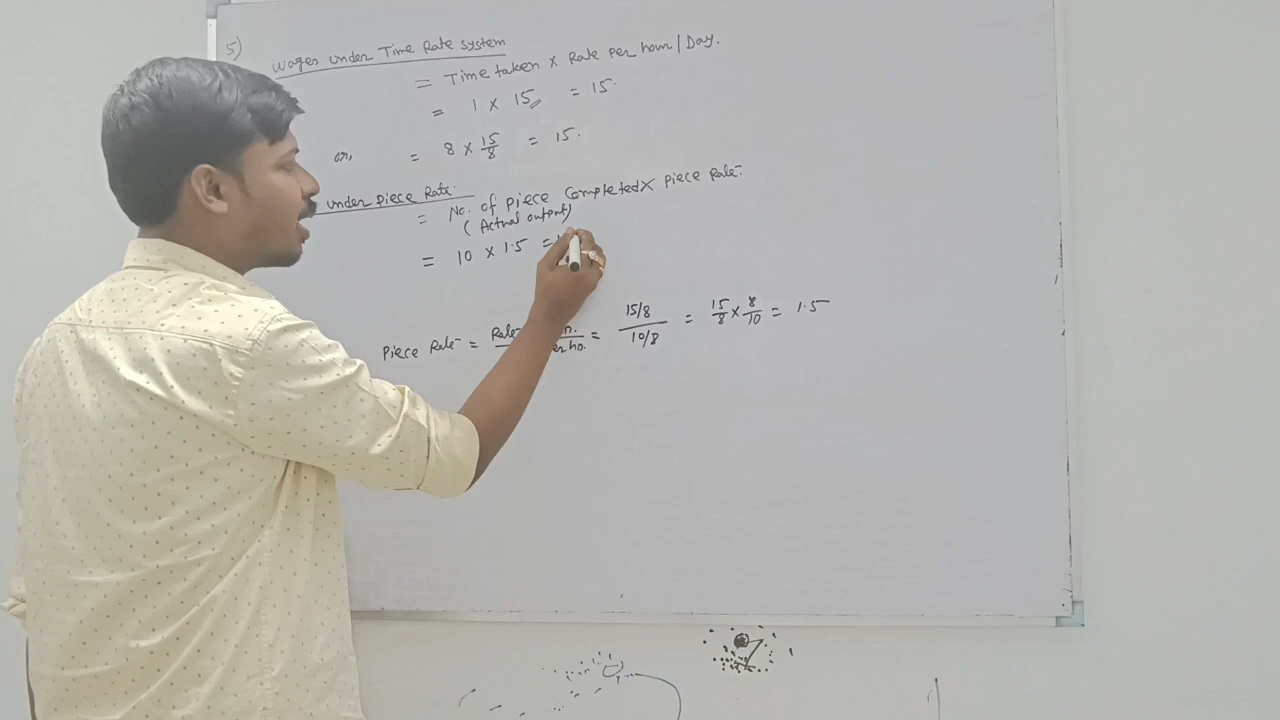 5) Wages under Time Rate system
= Time taken × Rate per hour / Day.
= 1 × 15 = 15.
or, = 8 × 15/8 = 15.
under piece Rate.
= No. of piece Completed × piece Rate.
(Actual output)
= 10 × 1.5 =
Piece Rate = = 15/8 / 10/8 = 15/8 × 8/10 = 1.5